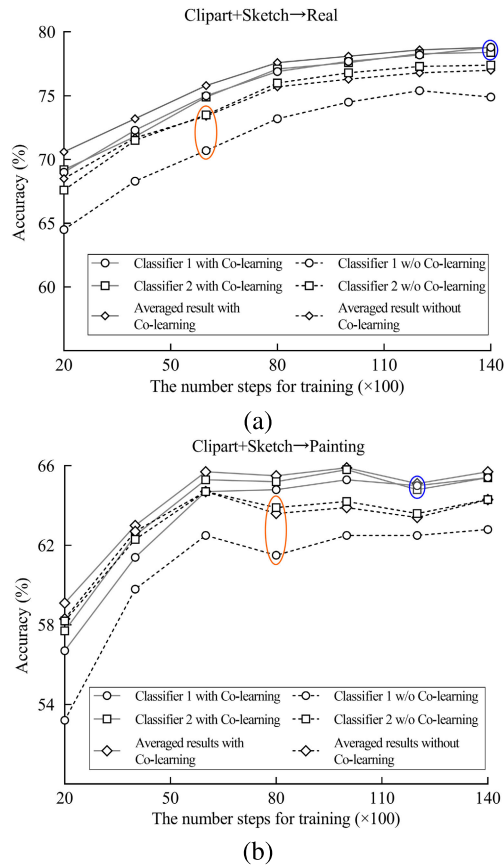 Clipart+Sketch→Real
80
75
70
65
60
Accuracy (%)
Classifier 1 with Co-learning
Classifier 1 w/o Co-learning
Classifier 2 with Co-learning
Classifier 2 w/o Co-learning
Averaged result with
Co-learning
Averaged result without
Co-learning
20 50 80 110 140
The number steps for training (×100)
(a)
Clipart+Sketch→Painting
66
62
58
54
Accuracy (%)
Classifier 1 with Co-learning
Classifier 1 w/o Co-learning
Classifier 2 with Co-learning
Classifier 2 w/o Co-learning
Averaged results with
Co-learning
Averaged results without
Co-learning
20 50 80 110 140
The number steps for training (×100)
(b)